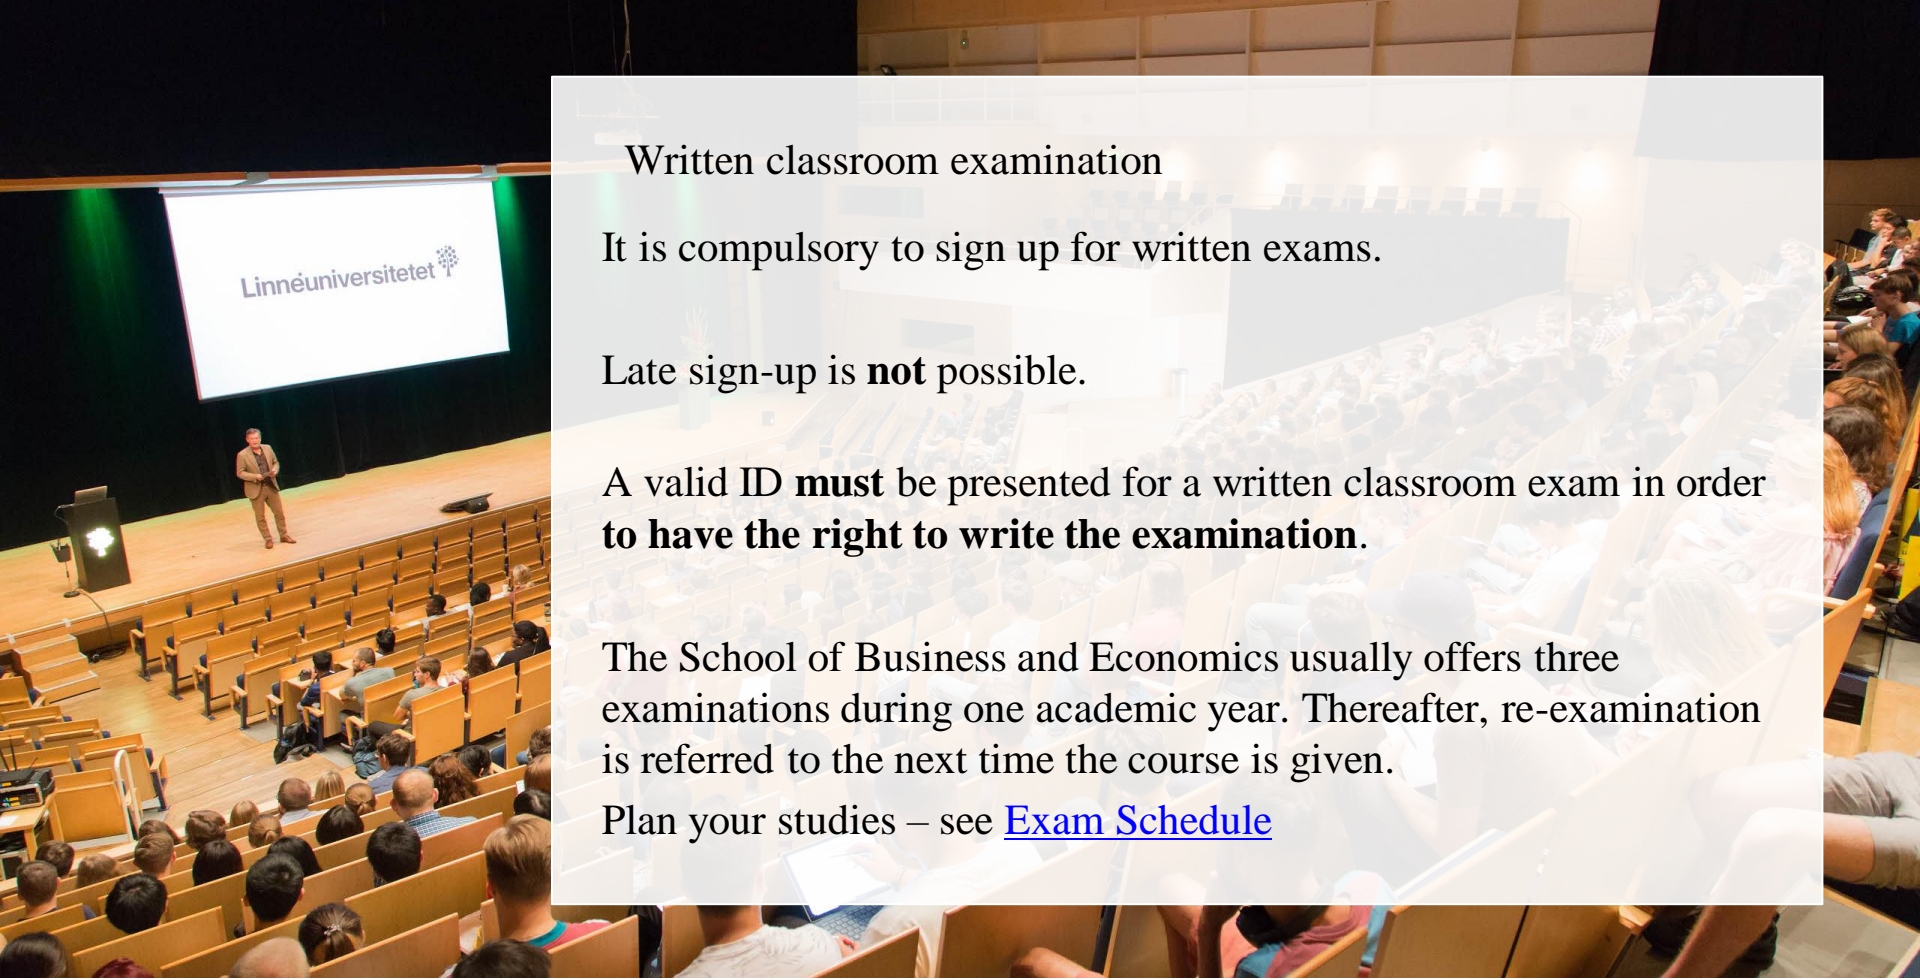 Linnéuniversitetet
Written classroom examination
It is compulsory to sign up for written exams.
Late sign-up is not possible.
A valid ID must be presented for a written classroom exam in order
to have the right to write the examination.
The School of Business and Economics usually offers three
examinations during one academic year. Thereafter, re-examination
is referred to the next time the course is given.
Plan your studies – see Exam Schedule